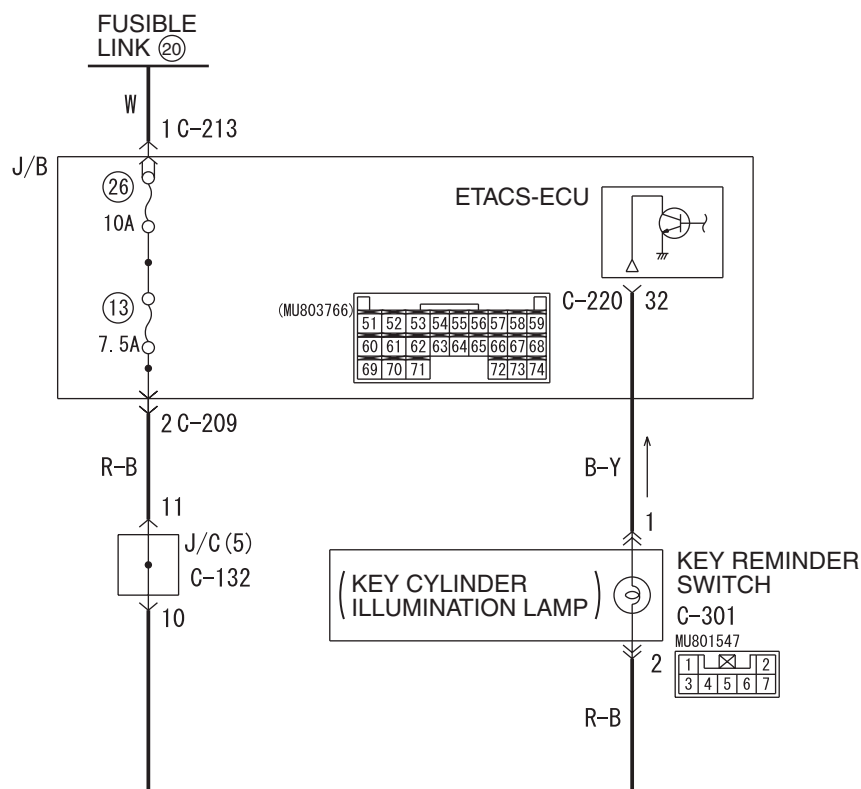 FUSIBLE
LINK 20
W
1 C-213
J/B
26
10A
ETACS-ECU
13
7.5A
(MU803766)
51 52 53 54 55 56 57 58 59
60 61 62 63 64 65 66 67 68
69 70 71 72 73 74
C-220 32
2 C-209
R-B
B-Y
11
J/C(5)
C-132
10
1
(KEY CYLINDER
ILLUMINATION LAMP)
KEY REMINDER
SWITCH
C-301
MU801547
1 2
3 4 5 6 7
2
R-B